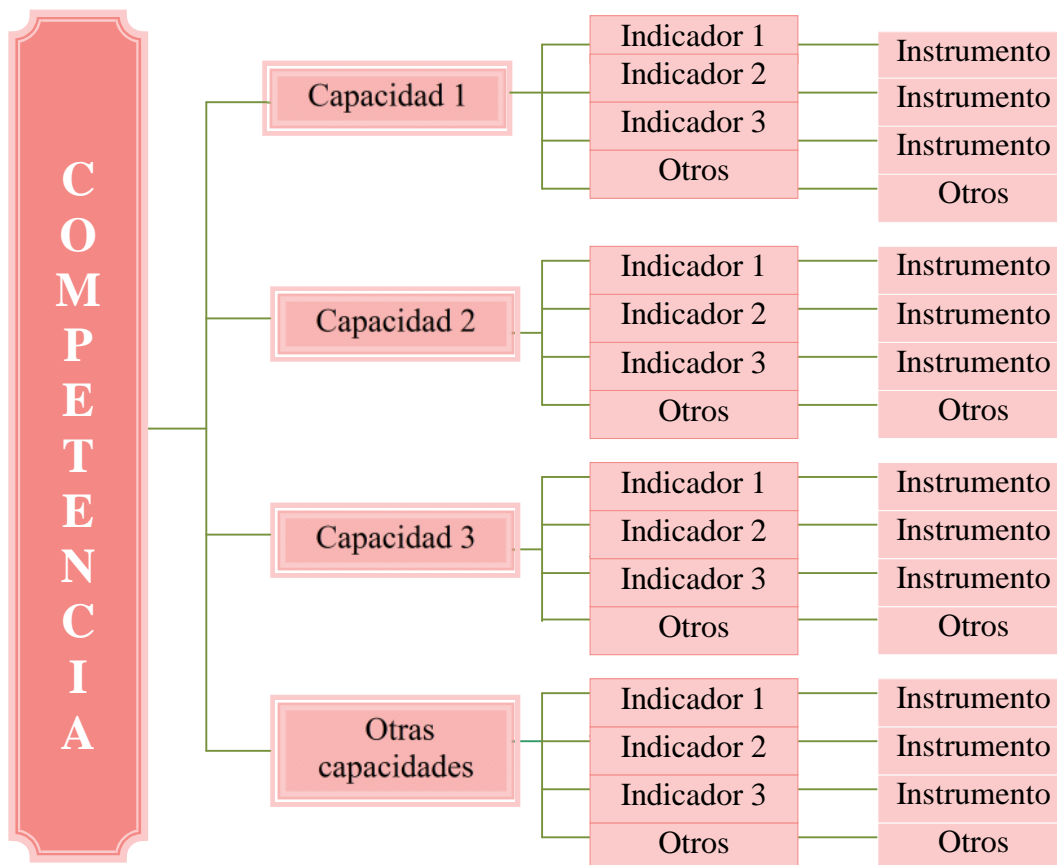 COMPETENCIA
Capacidad 1
Indicador 1
Indicador 2
Indicador 3
Otros
Instrumento
Instrumento
Instrumento
Otros
Capacidad 2
Indicador 1
Indicador 2
Indicador 3
Otros
Instrumento
Instrumento
Instrumento
Otros
Capacidad 3
Indicador 1
Indicador 2
Indicador 3
Otros
Instrumento
Instrumento
Instrumento
Otros
Otras
capacidades
Indicador 1
Indicador 2
Indicador 3
Otros
Instrumento
Instrumento
Instrumento
Otros